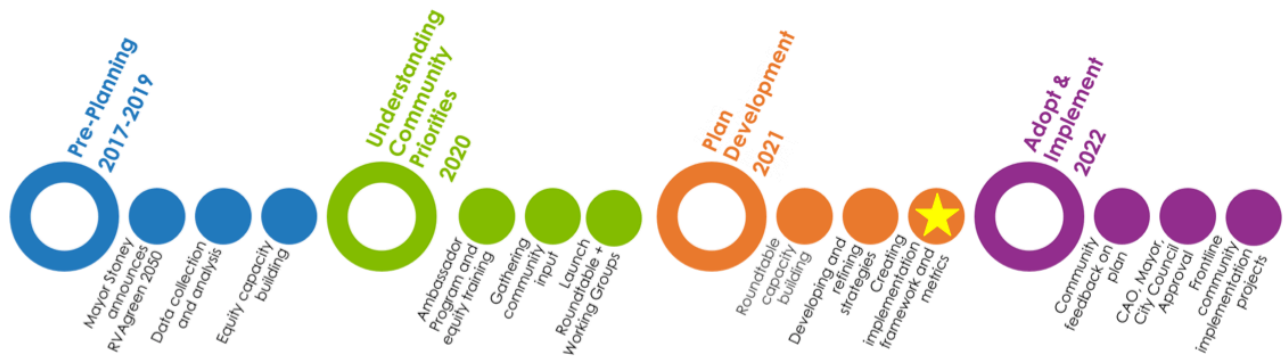 Pre-Planning
2017-2019
Mayor Stoney
announces
RVAgreen 2050
Data collection
and analysis
Equity capacity
building
Understanding
Community
Priorities
2020
Ambassador
Program and
equity training
Gathering
community
input
Launch
Roundtable +
Working Groups
Plan
Development
2021
Roundtable
capacity
building
Developing and
refining
strategies
Creating
implementation
framework and
metrics
Adopt &
Implement
2022
Community
feedback on
plan
CAO, Mayor,
City Council
Approval
Frontline
community
implementation
projects